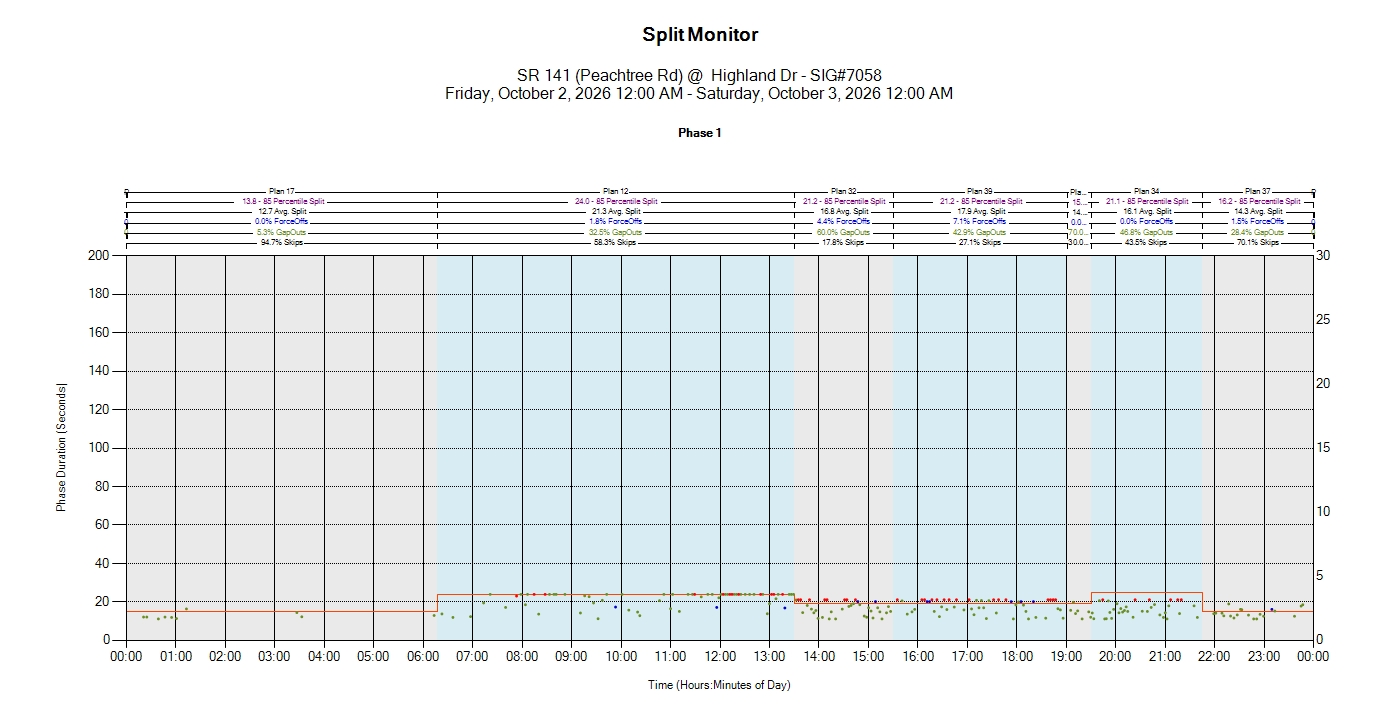 Split Monitor
SR 141 (Peachtree Rd) @ Highland Dr - SIG#7058
Friday, October 2, 2026 12:00 AM - Saturday, October 3, 2026 12:00 AM
Phase 1
Plan 17 Plan 12 Plan 32 Plan 39 Pla... Plan 34 Plan 37
13.8 - 85 Percentile Split 24.0 - 85 Percentile Split 21.2 - 85 Percentile Split 21.2 - 85 Percentile Split 15... 21.1 - 85 Percentile Split 16.2 - 85 Percentile Split
12.7 Avg. Split 21.3 Avg. Split 16.8 Avg. Split 17.9 Avg. Split 14... 16.1 Avg. Split 14.3 Avg. Split
0.0% ForceOffs 1.8% ForceOffs 4.4% ForceOffs 7.1% ForceOffs 0.0... 0.0% ForceOffs 1.5% ForceOffs
5.3% GapOuts 32.5% GapOuts 60.0% GapOuts 42.9% GapOuts 70.0... 46.8% GapOuts 28.4% GapOuts
94.7% Skips 58.3% Skips 17.8% Skips 27.1% Skips 30.0... 43.5% Skips 70.1% Skips
200 30
180
25
160
140
20
120
100 15
80
10
60
40
5
20
0 0
Phase Duration (Seconds)
00:00 01:00 02:00 03:00 04:00 05:00 06:00 07:00 08:00 09:00 10:00 11:00 12:00 13:00 14:00 15:00 16:00 17:00 18:00 19:00 20:00 21:00 22:00 23:00 00:00
Time (Hours:Minutes of Day)